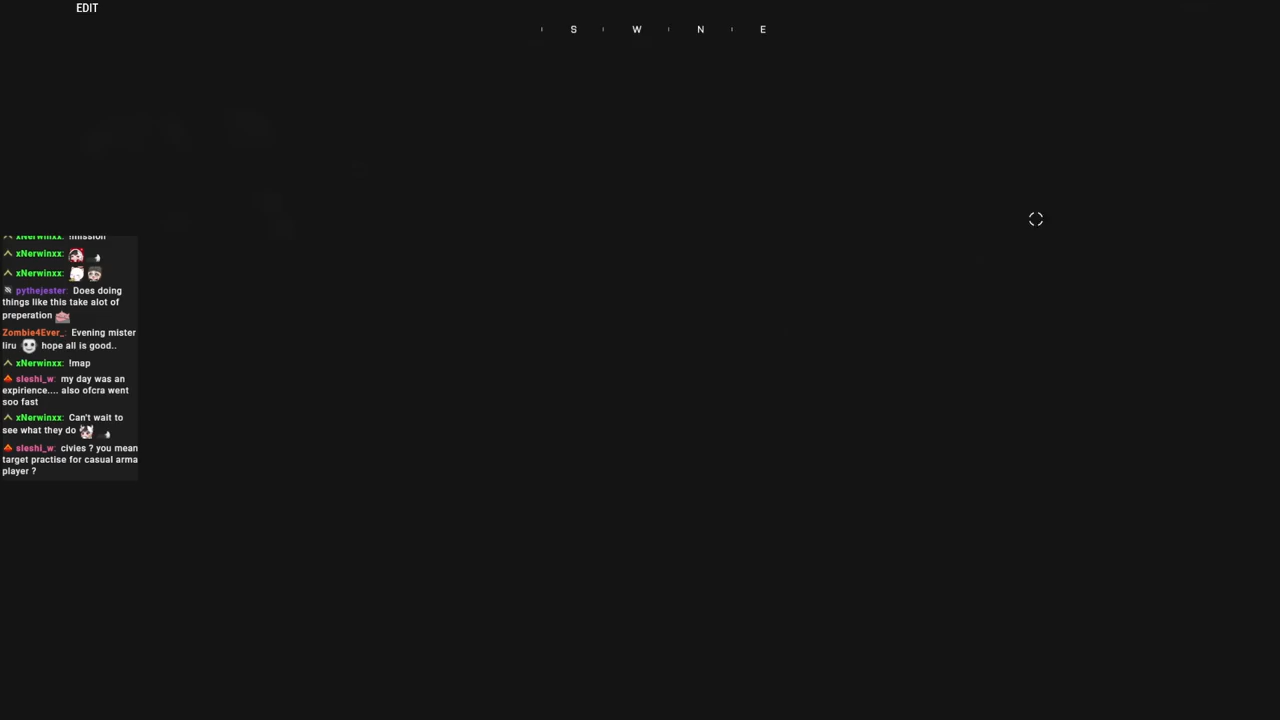 EDIT
S W N E
xNerwinxx: !mission
xNerwinxx:
xNerwinxx:
pythejester: Does doing
things like this take alot of
preperation
Zombie4Ever_: Evening mister
liru hope all is good..
xNerwinxx: !map
sleshi_w: my day was an
expirience.... also ofcra went
soo fast
xNerwinxx: Can't wait to
see what they do
sleshi_w: civies ? you mean
target practise for casual arma
player ?